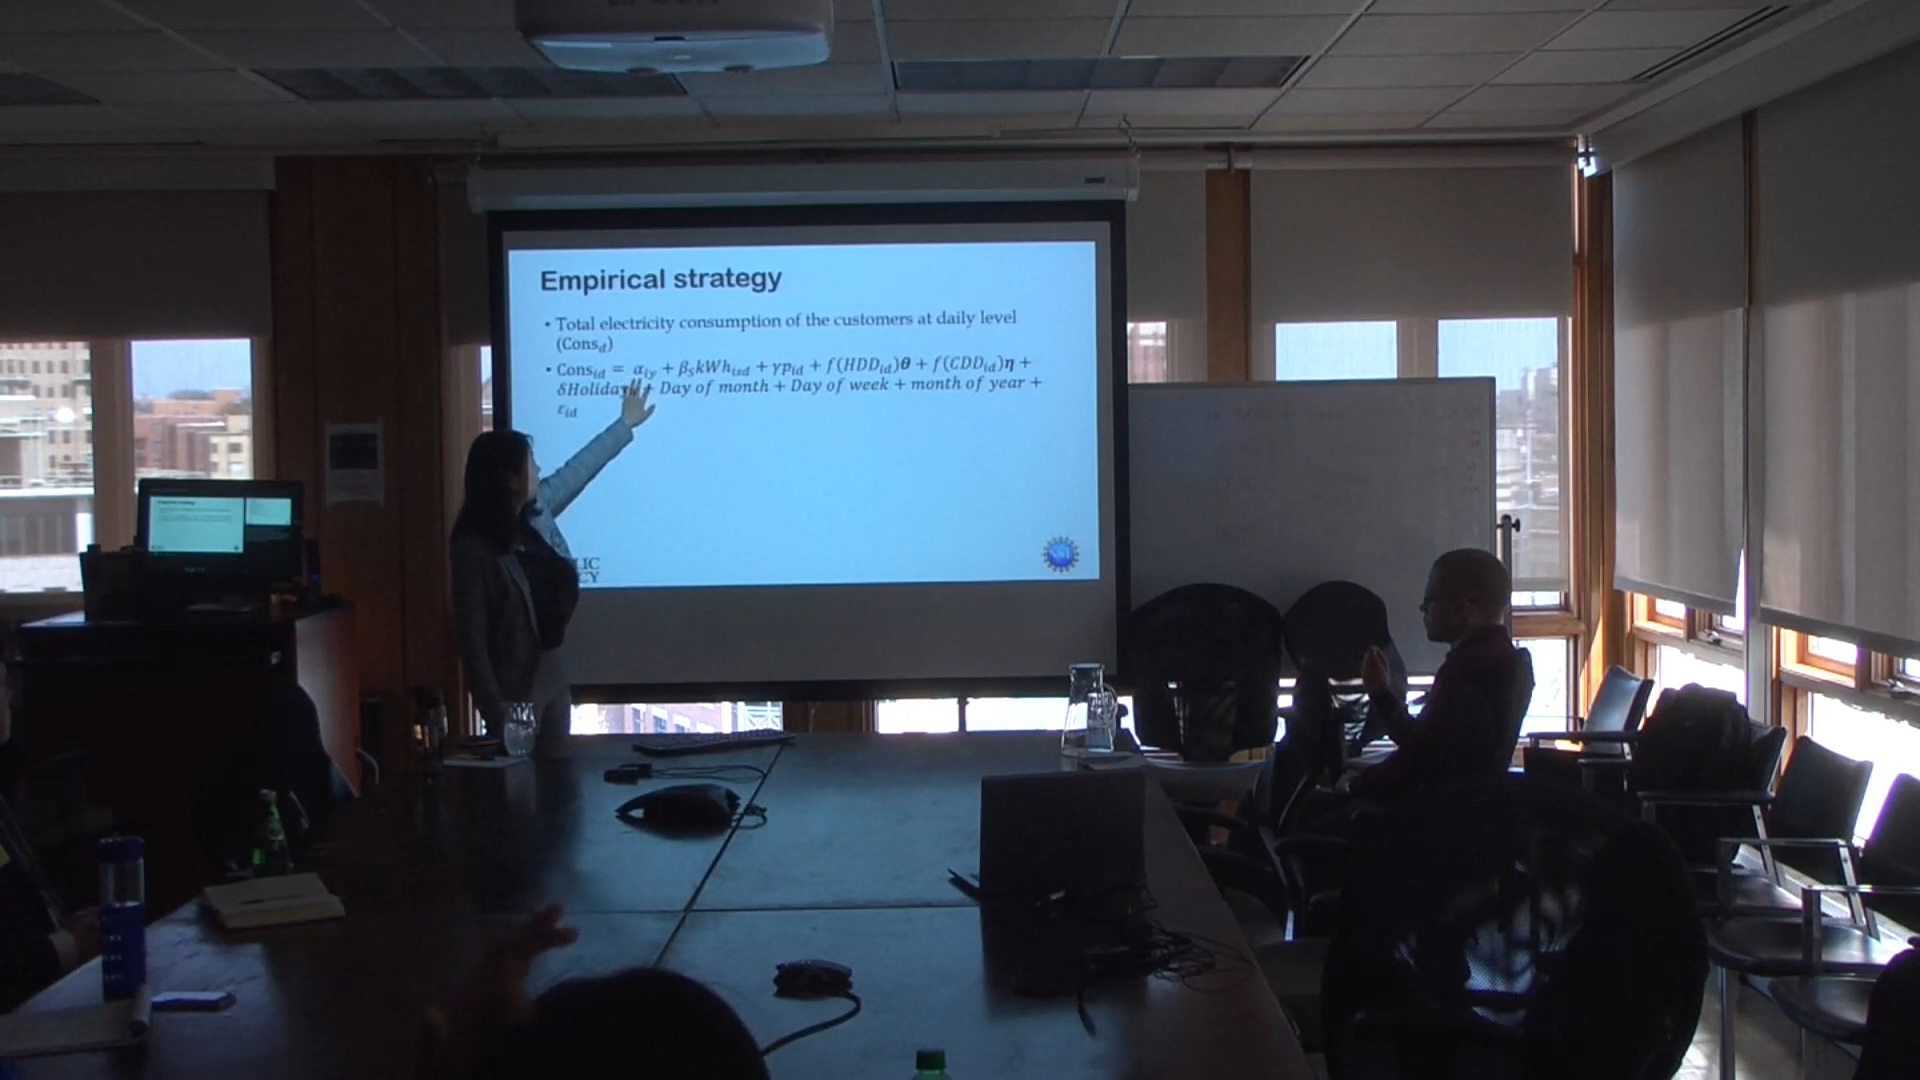 Empirical strategy
• Total electricity consumption of the customers at daily level
(Cons_d)
• Cons_id = α_iy + β_S kWh_isd + γp_id + f(HDD_id)θ + f(CDD_id)η +
δHoliday + Day of month + Day of week + month of year +
ε_id